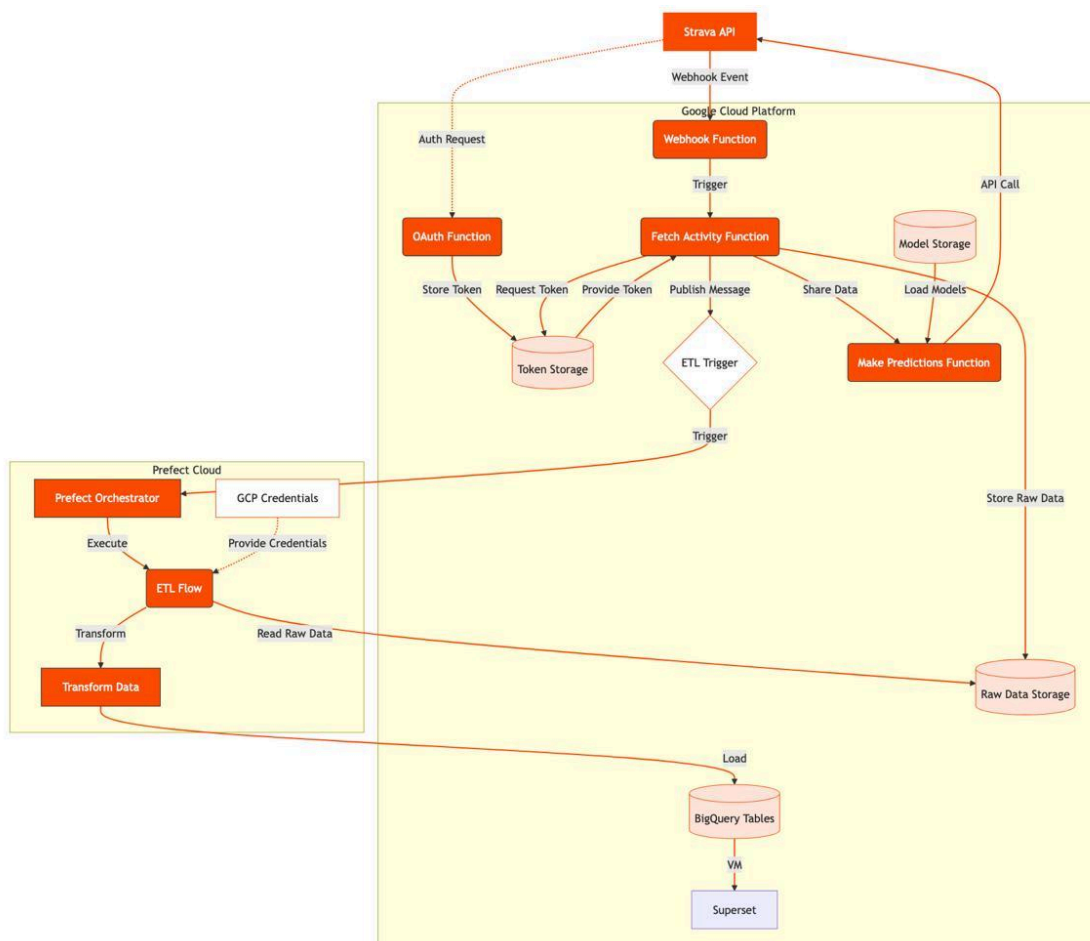 Strava API
Webhook Event
Google Cloud Platform
Webhook Function
Auth Request
Trigger
API Call
OAuth Function
Fetch Activity Function
Model Storage
Store Token
Request Token
Provide Token
Publish Message
Share Data
Load Models
Token Storage
ETL Trigger
Make Predictions Function
Trigger
Prefect Cloud
Prefect Orchestrator
GCP Credentials
Store Raw Data
Execute
Provide Credentials
ETL Flow
Transform
Read Raw Data
Transform Data
Raw Data Storage
Load
BigQuery Tables
VM
Superset